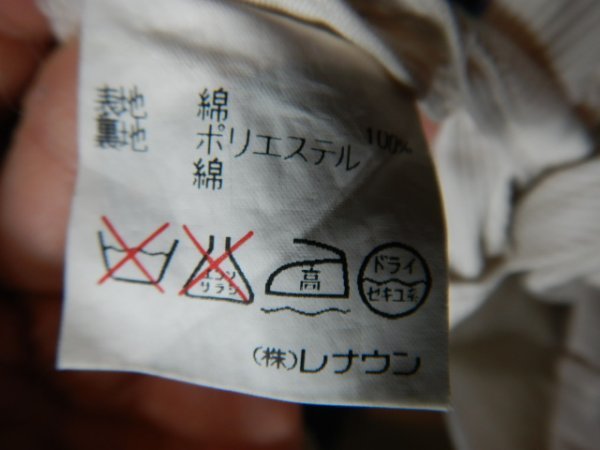 表地 綿 100%
裏地 ポリエステル
綿
エンソ
サラシ
高
ドライ
セキユ系
(株)レナウン